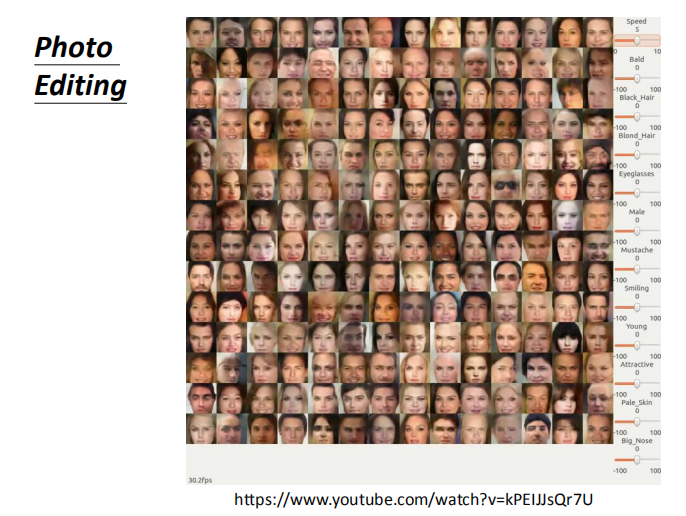 Photo
Editing
Speed
5
0 10
Bald
0
-100 100
Black_Hair
0
-100 100
Blond_Hair
0
-100 100
Eyeglasses
0
-100 100
Male
0
-100 100
Mustache
0
-100 100
Smiling
0
-100 100
Young
0
-100 100
Attractive
0
-100 100
Pale_Skin
0
-100 100
Big_Nose
0
-100 100
30.2fps
https://www.youtube.com/watch?v=kPEIJJsQr7U